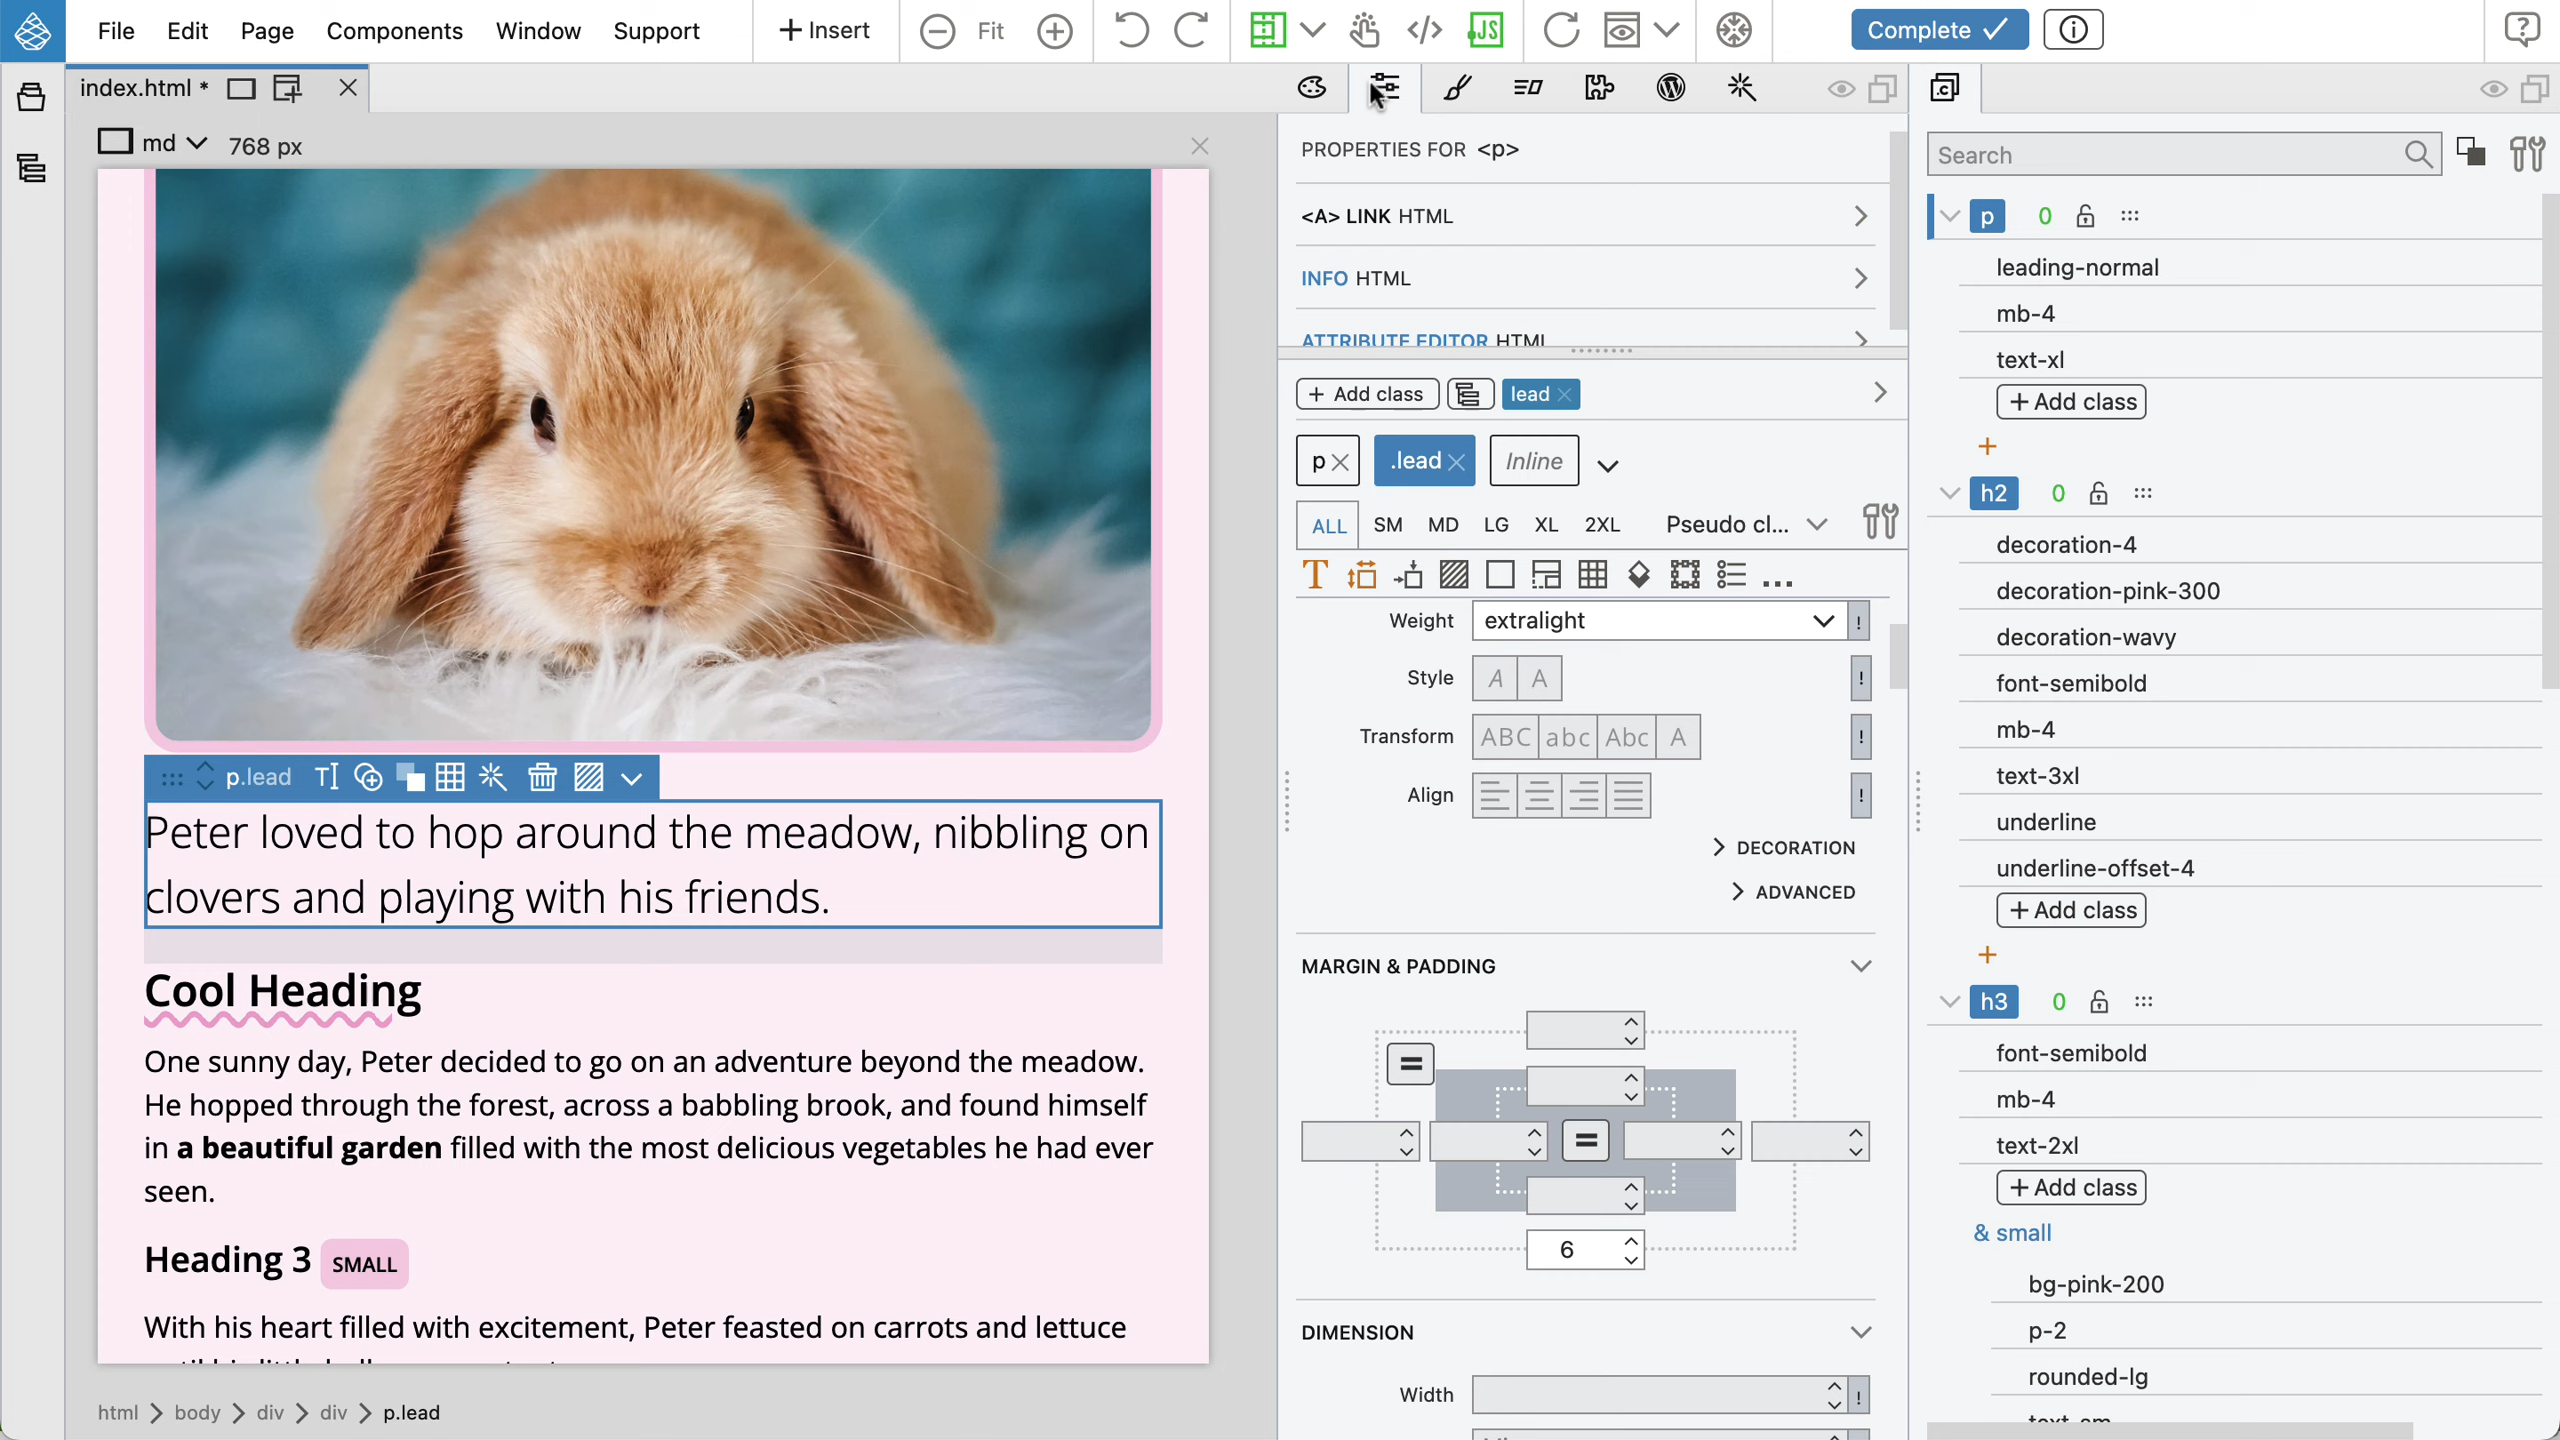 File Edit Page Components Window Support + Insert Fit </> JS Complete ✓
index.html *
md 768 px
Peter loved to hop around the meadow, nibbling on
clovers and playing with his friends.
p.lead
Cool Heading
One sunny day, Peter decided to go on an adventure beyond the meadow.
He hopped through the forest, across a babbling brook, and found himself
in a beautiful garden filled with the most delicious vegetables he had ever
seen.
Heading 3 SMALL
With his heart filled with excitement, Peter feasted on carrots and lettuce
html > body > div > div > p.lead
PROPERTIES FOR <p>
<A> LINK HTML
INFO HTML
ATTRIBUTE EDITOR HTML
+ Add class lead
p .lead Inline
ALL SM MD LG XL 2XL Pseudo cl...
T ...
Weight extralight !
Style A A !
Transform ABC abc Abc A !
Align !
DECORATION
ADVANCED
MARGIN & PADDING
=
=
6
DIMENSION
Width !
.c
Search
p 0
leading-normal
mb-4
text-xl
+ Add class
+
h2 0
decoration-4
decoration-pink-300
decoration-wavy
font-semibold
mb-4
text-3xl
underline
underline-offset-4
+ Add class
+
h3 0
font-semibold
mb-4
text-2xl
+ Add class
& small
bg-pink-200
p-2
rounded-lg
text-sm